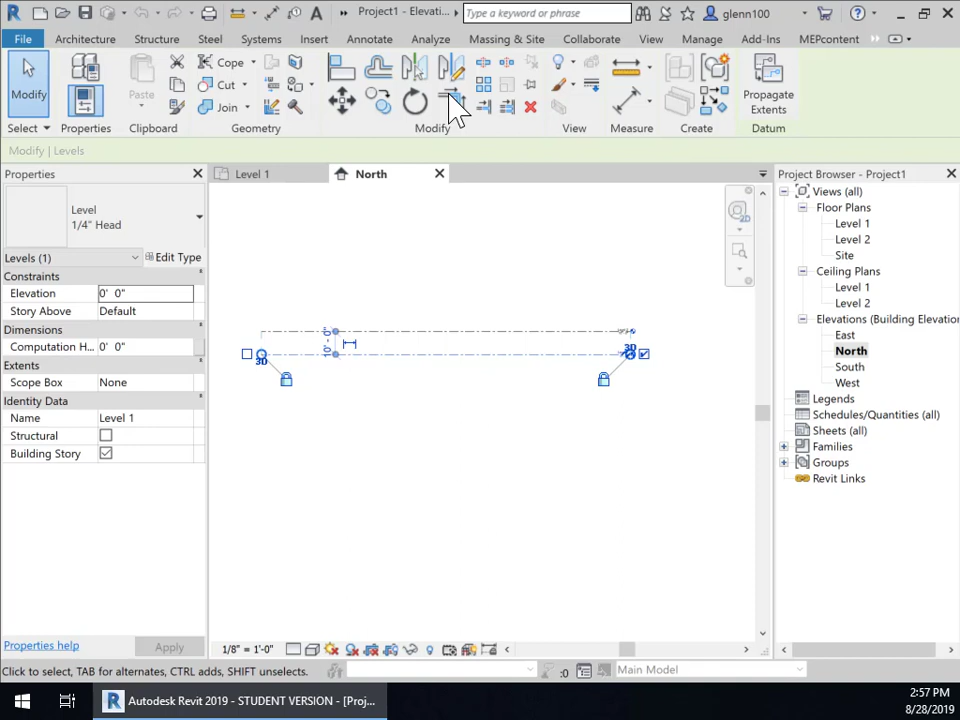 Project1 - Elevati...
Type a keyword or phrase
glenn100
File
Architecture
Structure
Steel
Systems
Insert
Annotate
Analyze
Massing & Site
Collaborate
View
Manage
Add-Ins
MEPcontent
Modify
Paste
Cope
Cut
Join
Propagate
Extents
Select
Properties
Clipboard
Geometry
Modify
View
Measure
Create
Datum
Modify | Levels
Properties
Level
1/4" Head
Levels (1)
Edit Type
Constraints
Elevation 0' 0"
Story Above Default
Dimensions
Computation H... 0' 0"
Extents
Scope Box None
Identity Data
Name Level 1
Structural
Building Story
Properties help
Apply
Level 1
North
2D
10' - 0"
3D
3D
1/8" = 1'-0"
Project Browser - Project1
Views (all)
Floor Plans
Level 1
Level 2
Site
Ceiling Plans
Level 1
Level 2
Elevations (Building Elevation
East
North
South
West
Legends
Schedules/Quantities (all)
Sheets (all)
Families
Groups
Revit Links
Click to select, TAB for alternates, CTRL adds, SHIFT unselects.
:0
Main Model
Autodesk Revit 2019 - STUDENT VERSION - [Proj...
2:57 PM
8/28/2019